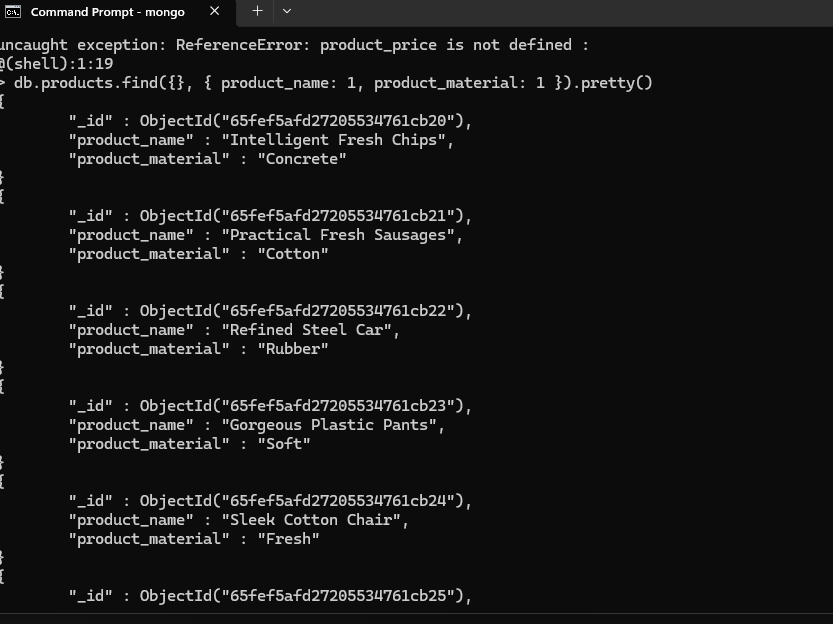 Command Prompt - mongo
uncaught exception: ReferenceError: product_price is not defined :
@(shell):1:19
> db.products.find({}, { product_name: 1, product_material: 1 }).pretty()
{
"_id" : ObjectId("65fef5afd27205534761cb20"),
"product_name" : "Intelligent Fresh Chips",
"product_material" : "Concrete"
}
{
"_id" : ObjectId("65fef5afd27205534761cb21"),
"product_name" : "Practical Fresh Sausages",
"product_material" : "Cotton"
}
{
"_id" : ObjectId("65fef5afd27205534761cb22"),
"product_name" : "Refined Steel Car",
"product_material" : "Rubber"
}
{
"_id" : ObjectId("65fef5afd27205534761cb23"),
"product_name" : "Gorgeous Plastic Pants",
"product_material" : "Soft"
}
{
"_id" : ObjectId("65fef5afd27205534761cb24"),
"product_name" : "Sleek Cotton Chair",
"product_material" : "Fresh"
}
{
"_id" : ObjectId("65fef5afd27205534761cb25"),